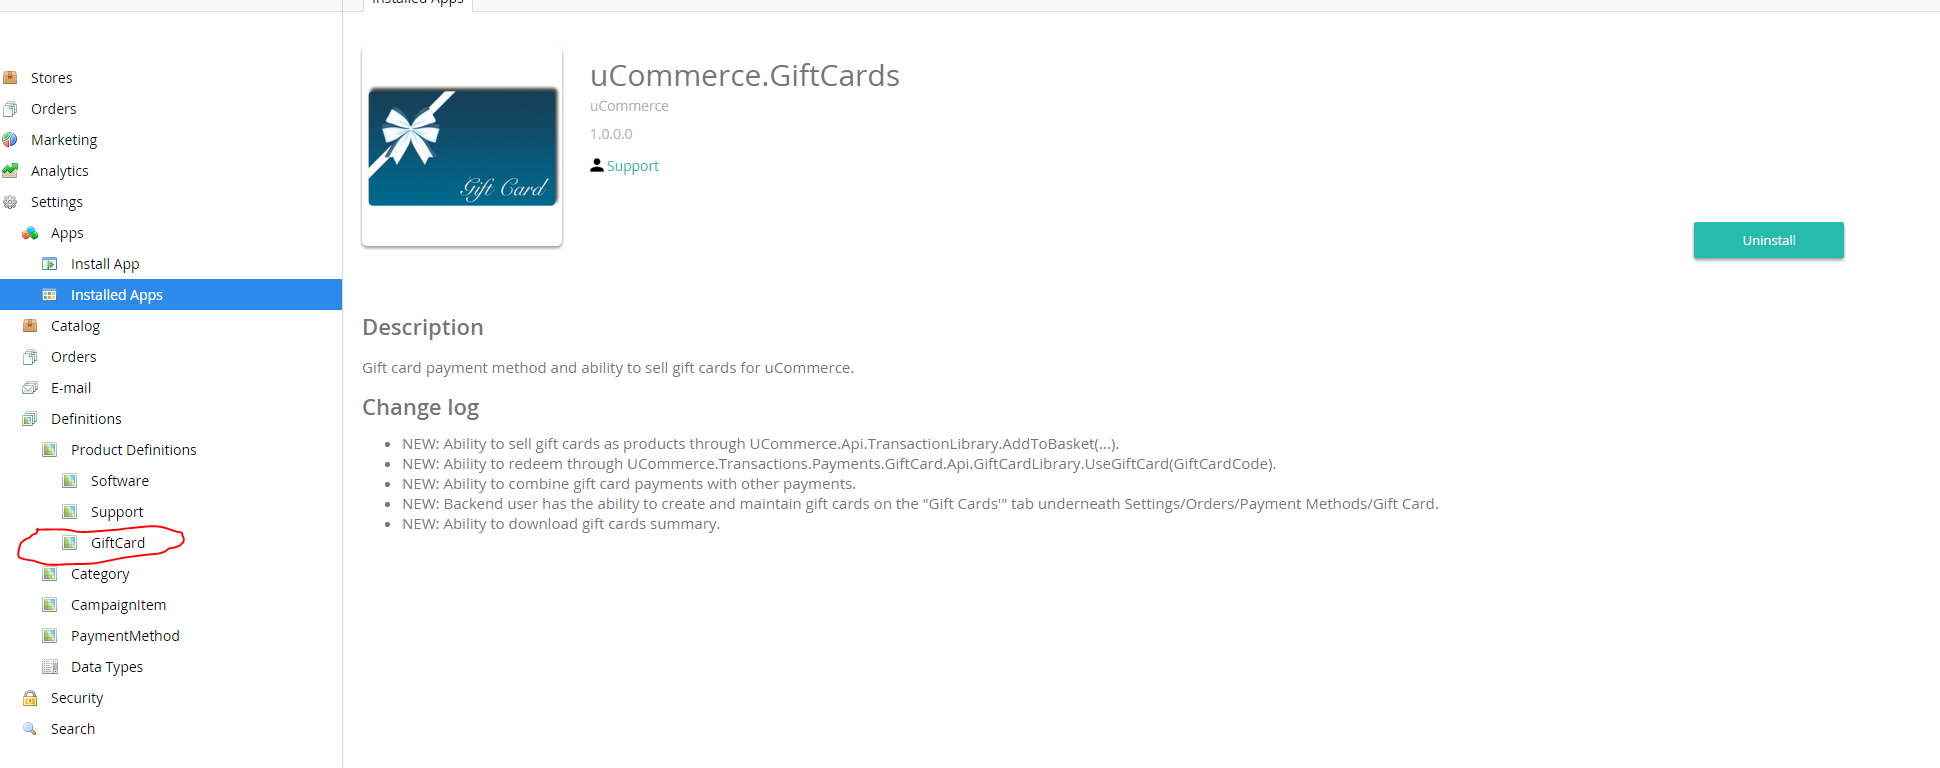 Installed Apps
Stores
Orders
Marketing
Analytics
Settings
Apps
Install App
Installed Apps
Catalog
Orders
E-mail
Definitions
Product Definitions
Software
Support
GiftCard
Category
CampaignItem
PaymentMethod
Data Types
Security
Search
Gift Card
uCommerce.GiftCards
uCommerce
1.0.0.0
Support
Uninstall
Description
Gift card payment method and ability to sell gift cards for uCommerce.
Change log
NEW: Ability to sell gift cards as products through UCommerce.Api.TransactionLibrary.AddToBasket(...).
NEW: Ability to redeem through UCommerce.Transactions.Payments.GiftCard.Api.GiftCardLibrary.UseGiftCard(GiftCardCode).
NEW: Ability to combine gift card payments with other payments.
NEW: Backend user has the ability to create and maintain gift cards on the "Gift Cards'" tab underneath Settings/Orders/Payment Methods/Gift Card.
NEW: Ability to download gift cards summary.